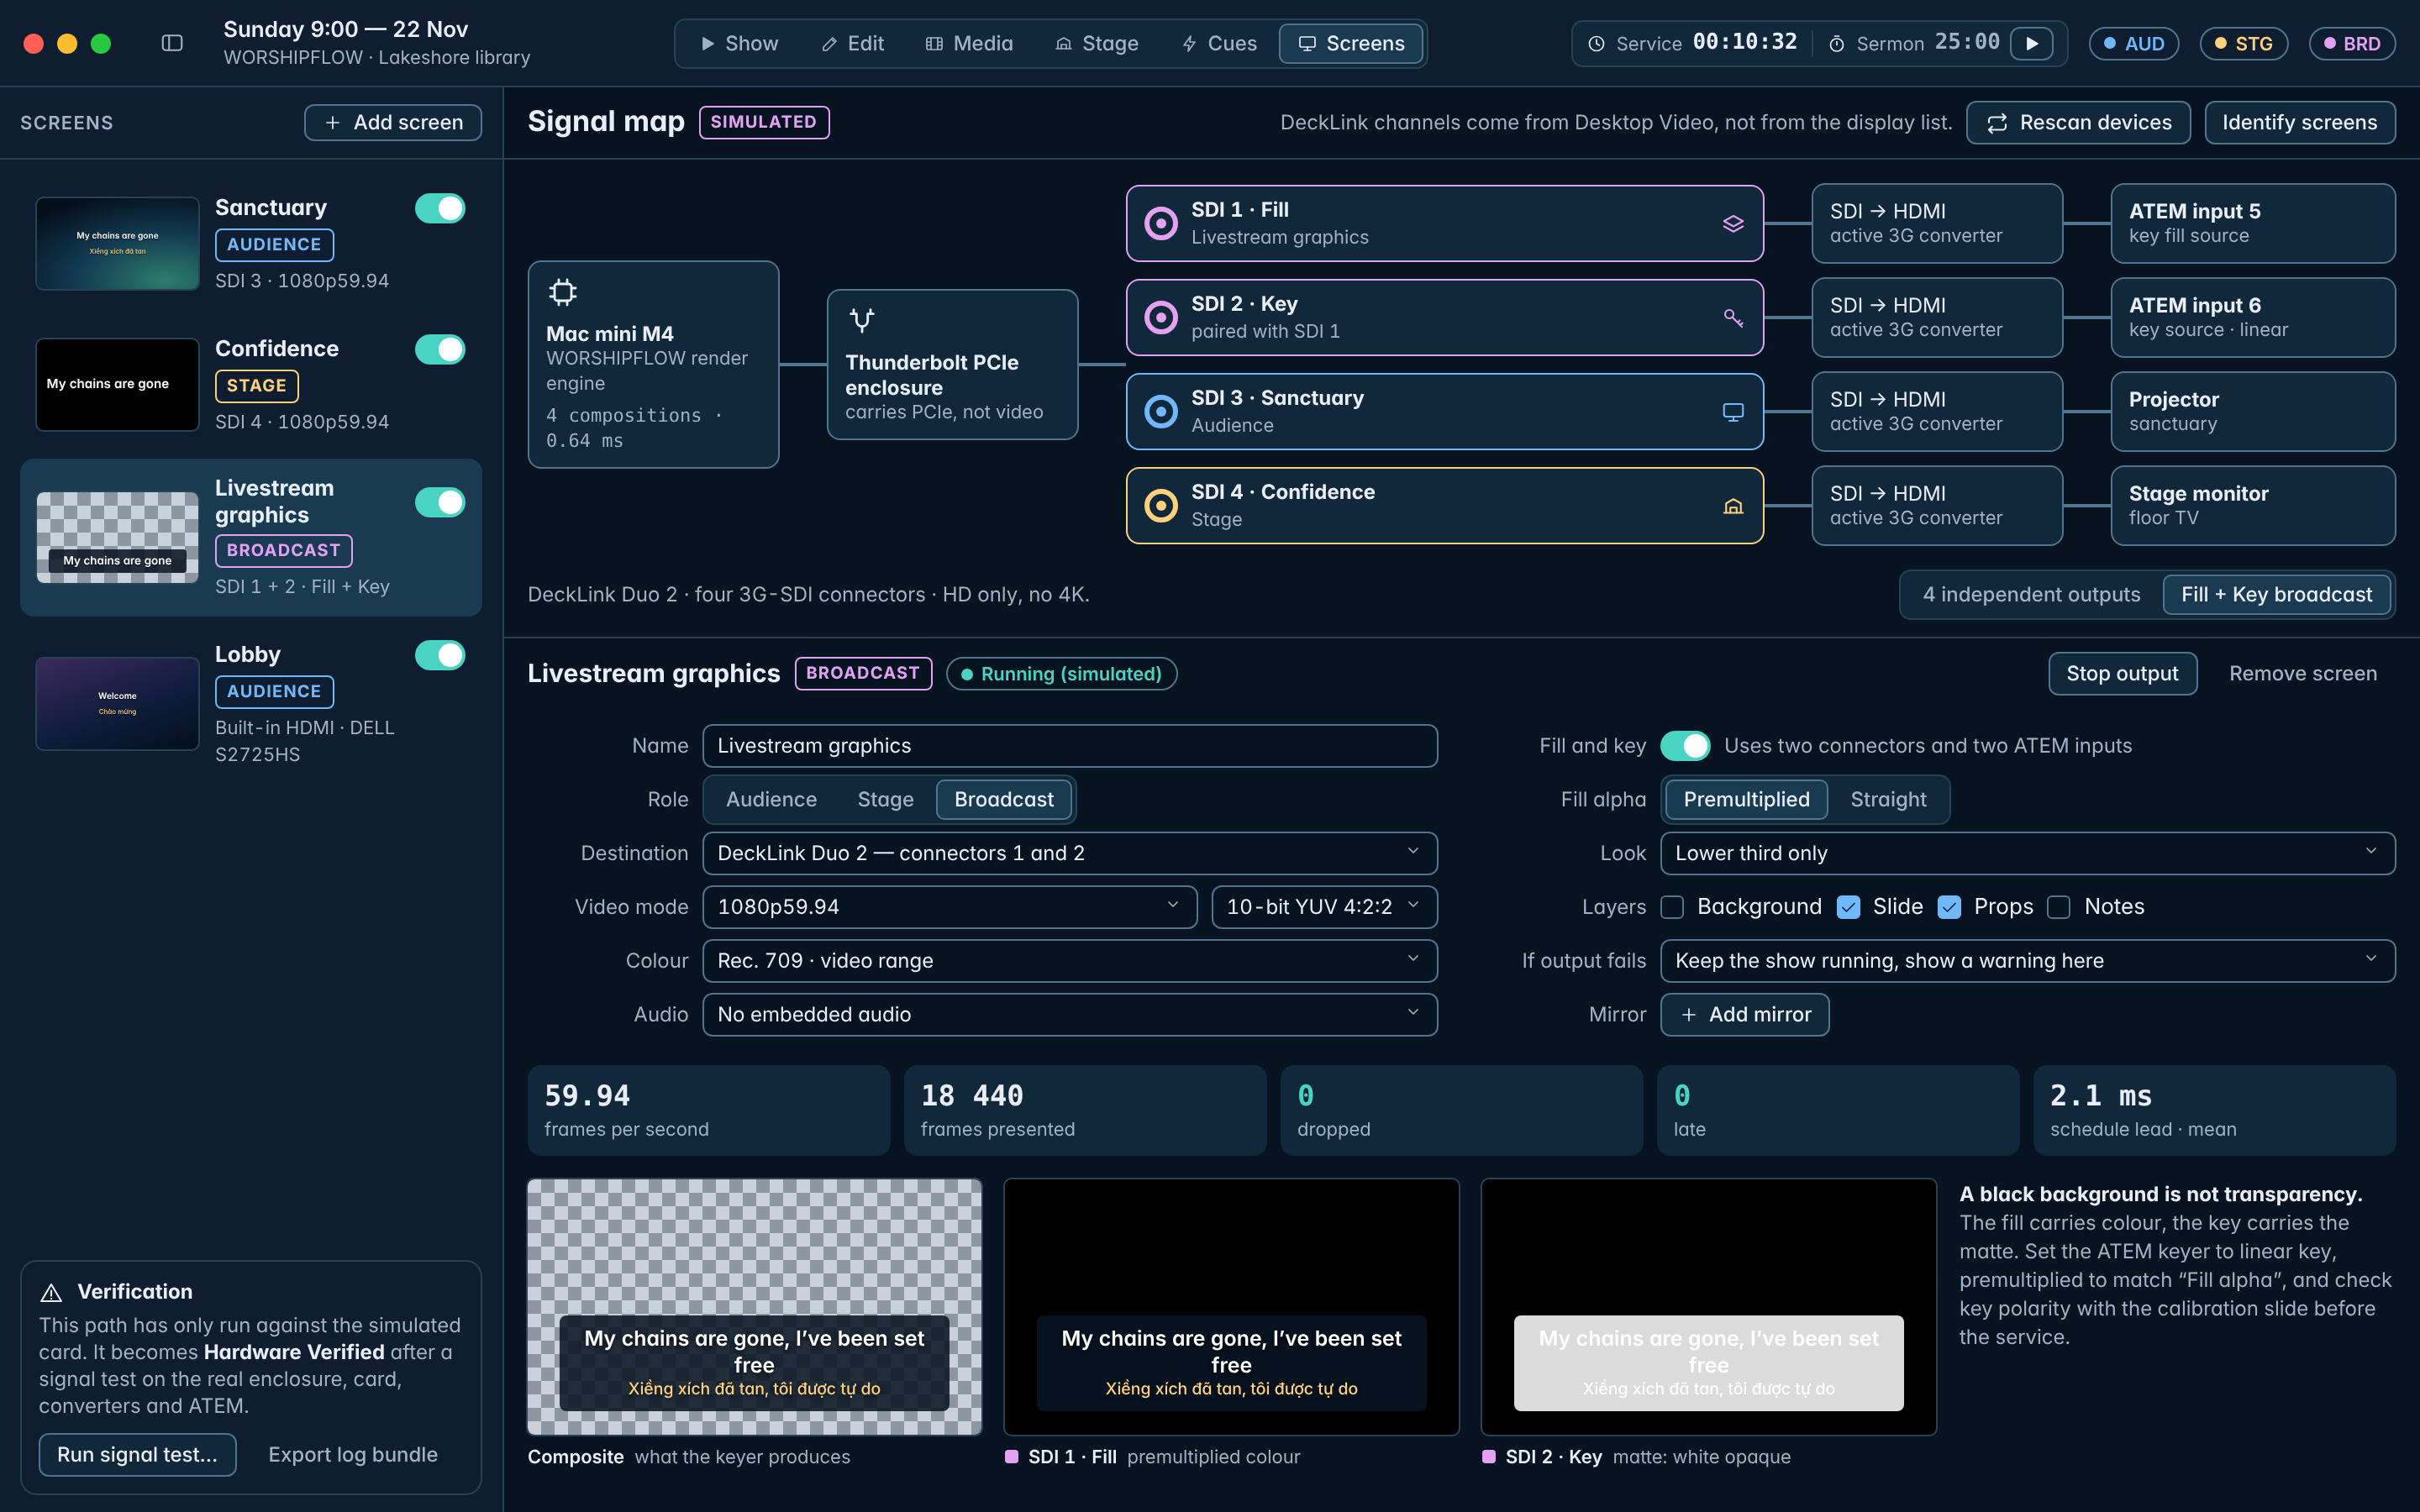 Sunday 9:00 — 22 Nov
WORSHIPFLOW · Lakeshore library
Show
Edit
Media
Stage
Cues
Screens
Service 00:10:32
Sermon 25:00
AUD
STG
BRD
SCREENS
Add screen
My chains are gone
Xiềng xích đã tan
Sanctuary
AUDIENCE
SDI 3 · 1080p59.94
My chains are gone
Confidence
STAGE
SDI 4 · 1080p59.94
My chains are gone
Livestream
graphics
BROADCAST
SDI 1 + 2 · Fill + Key
Welcome
Chào mừng
Lobby
AUDIENCE
Built-in HDMI · DELL
S2725HS
Verification
This path has only run against the simulated
card. It becomes Hardware Verified after a
signal test on the real enclosure, card,
converters and ATEM.
Run signal test...
Export log bundle
Signal map
SIMULATED
DeckLink channels come from Desktop Video, not from the display list.
Rescan devices
Identify screens
Mac mini M4
WORSHIPFLOW render
engine
4 compositions ·
0.64 ms
Thunderbolt PCIe
enclosure
carries PCIe, not video
SDI 1 · Fill
Livestream graphics
SDI → HDMI
active 3G converter
ATEM input 5
key fill source
SDI 2 · Key
paired with SDI 1
SDI → HDMI
active 3G converter
ATEM input 6
key source · linear
SDI 3 · Sanctuary
Audience
SDI → HDMI
active 3G converter
Projector
sanctuary
SDI 4 · Confidence
Stage
SDI → HDMI
active 3G converter
Stage monitor
floor TV
DeckLink Duo 2 · four 3G-SDI connectors · HD only, no 4K.
4 independent outputs
Fill + Key broadcast
Livestream graphics
BROADCAST
Running (simulated)
Stop output
Remove screen
Name
Livestream graphics
Role
Audience
Stage
Broadcast
Destination
DeckLink Duo 2 — connectors 1 and 2
Video mode
1080p59.94
10-bit YUV 4:2:2
Colour
Rec. 709 · video range
Audio
No embedded audio
Fill and key
Uses two connectors and two ATEM inputs
Fill alpha
Premultiplied
Straight
Look
Lower third only
Layers
Background
Slide
Props
Notes
If output fails
Keep the show running, show a warning here
Mirror
Add mirror
59.94
frames per second
18 440
frames presented
0
dropped
0
late
2.1 ms
schedule lead · mean
My chains are gone, I’ve been set
free
Xiềng xích đã tan, tôi được tự do
Composite what the keyer produces
My chains are gone, I’ve been set
free
Xiềng xích đã tan, tôi được tự do
SDI 1 · Fill premultiplied colour
My chains are gone, I’ve been set
free
Xiềng xích đã tan, tôi được tự do
SDI 2 · Key matte: white opaque
A black background is not transparency.
The fill carries colour, the key carries the
matte. Set the ATEM keyer to linear key,
premultiplied to match “Fill alpha”, and check
key polarity with the calibration slide before
the service.